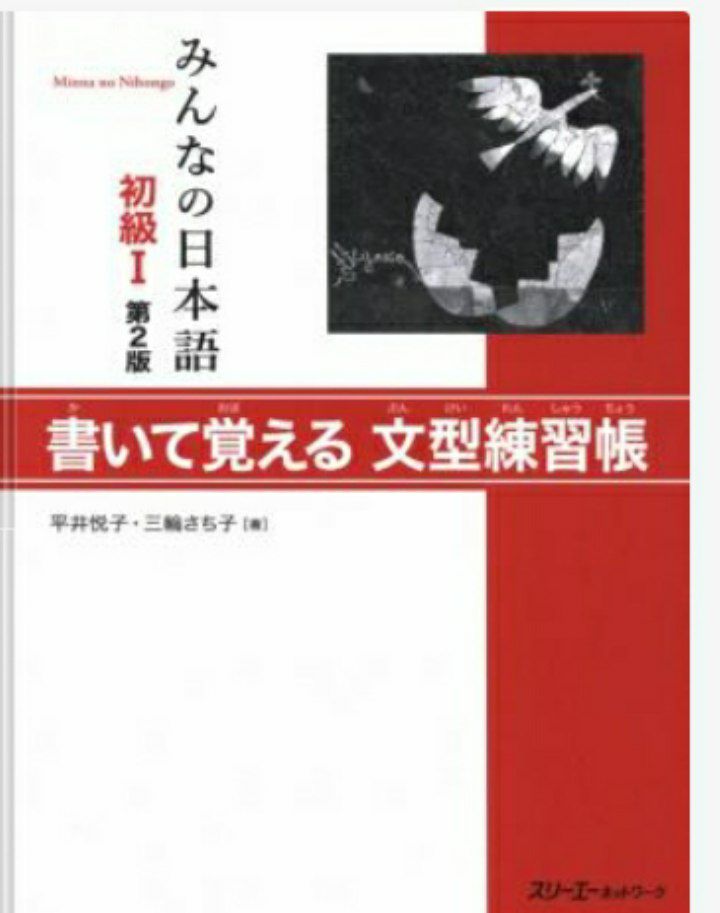 Minna no Nihongo
みんなの日本語
初級I 第2版
書いて覚える 文型練習帳
か おぼ ぶん けい れん しゅう ちょう
平井悦子・三輪さち子［著］
スリーエーネットワーク